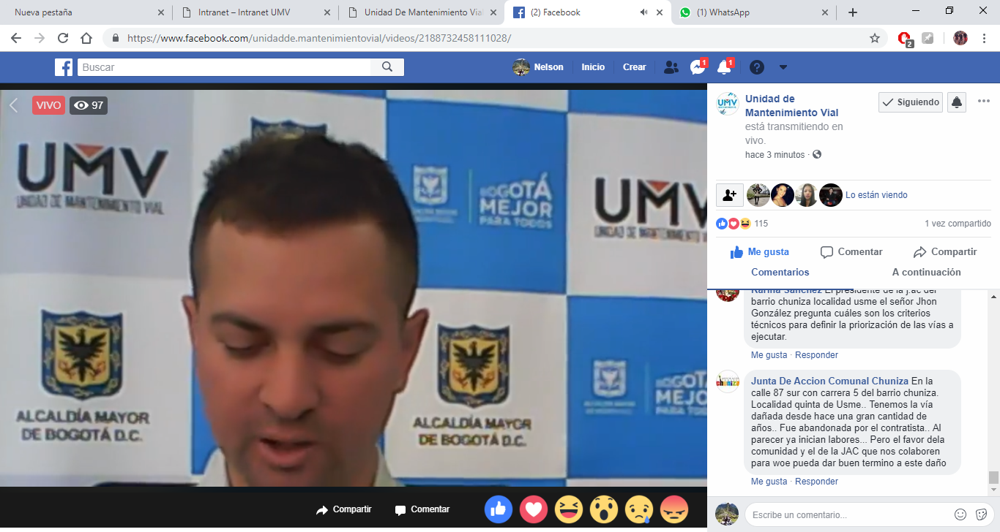 Nueva pestaña
Intranet – Intranet UMV
Unidad De Mantenimiento Vial
(2) Facebook
(1) WhatsApp
https://www.facebook.com/unidadde.mantenimientovial/videos/2188732458111028/
2
Buscar
Nelson
Inicio
Crear
1
1
VIVO
97
UMV
UNIDAD DE MANTENIMIENTO VIAL
BOGOTÁ
MEJOR
PARA TODOS
UMV
UNIDAD DE MANTENIMIENTO
ALCALDÍA MAYOR
DE BOGOTÁ D.C.
ALCALDÍA MAYOR
DE BOGOTÁ D.C.
BOGOTÁ
MEJOR
Compartir
Comentar
UMV
Unidad de
Mantenimiento Vial
está transmitiendo en
vivo.
hace 3 minutos ·
Siguiendo
Lo están viendo
115
1 vez compartido
Me gusta
Comentar
Compartir
Comentarios
A continuación
Karina Sanchez El presidente de la j.ac del
barrio chuniza localidad usme el señor Jhon
González pregunta cuáles son los criterios
técnicos para definir la priorización de las vías a
ejecutar.
Me gusta · Responder
chuniza
Junta De Accion Comunal Chuniza En la
calle 87 sur con carrera 5 del barrio chuniza.
Localidad quinta de Usme.. Tenemos la vía
dañada desde hace una gran cantidad de
años.. Fue abandonada por el contratista.. Al
parecer ya inician labores... Pero el favor dela
comunidad y el de la JAC que nos colaboren
para woe pueda dar buen termino a este daño
Me gusta · Responder
Escribe un comentario...